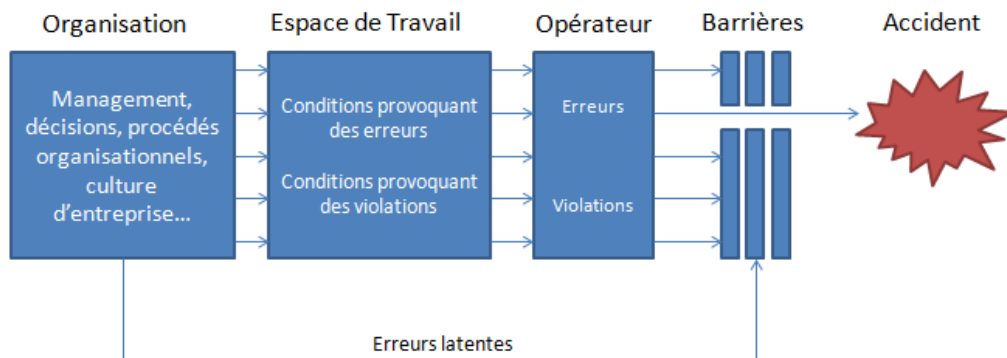 Organisation
Espace de Travail
Opérateur
Barrières
Accident
Management,
décisions, procédés
organisationnels,
culture
d’entreprise…
Conditions provoquant
des erreurs
Conditions provoquant
des violations
Erreurs
Violations
Erreurs latentes